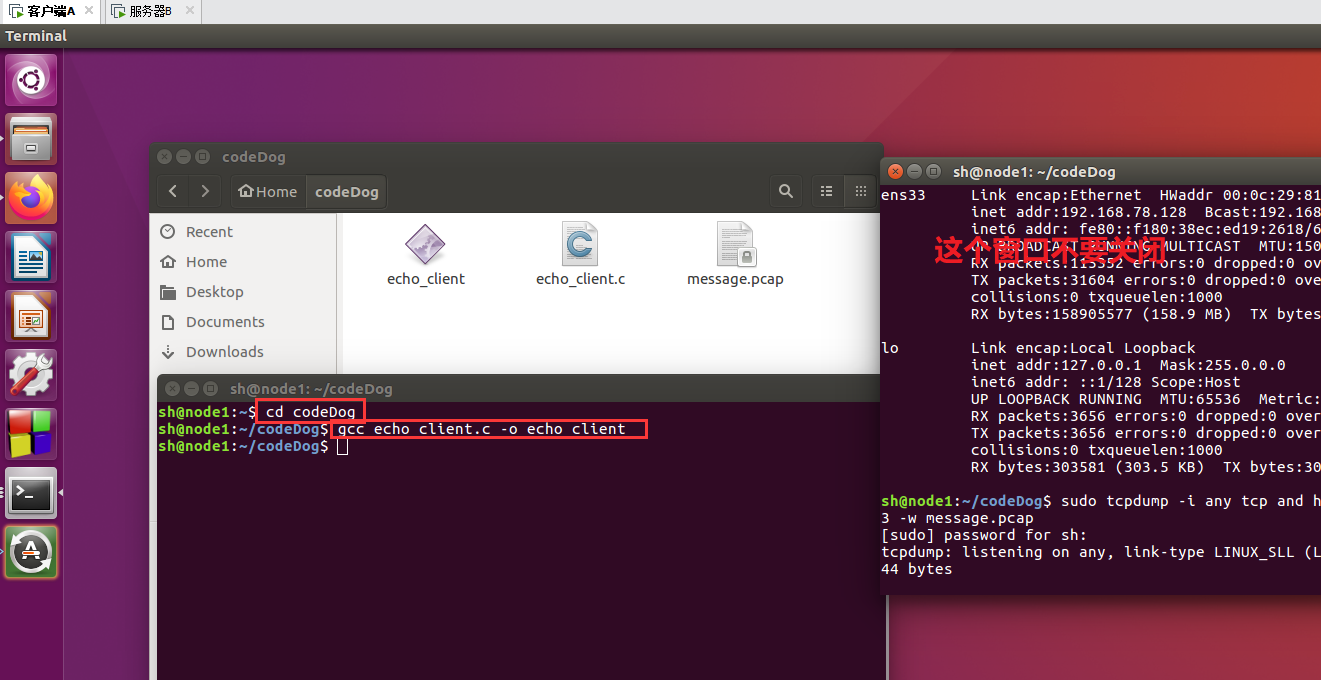 客户端A
服务器B
Terminal
codeDog
Home
codeDog
Recent
Home
Desktop
Documents
Downloads
echo_client
echo_client.c
message.pcap
sh@node1: ~/codeDog
sh@node1:~$ cd codeDog
sh@node1:~/codeDog$ gcc echo_client.c -o echo_client
sh@node1:~/codeDog$
sh@node1: ~/codeDog
ens33 Link encap:Ethernet HWaddr 00:0c:29:81
inet addr:192.168.78.128 Bcast:192.168
inet6 addr: fe80::f180:38ec:ed19:2618/6
UP BROADCAST RUNNING MULTICAST MTU:150
这个窗口不要关闭
RX packets:115352 errors:0 dropped:0 ov
TX packets:31604 errors:0 dropped:0 ove
collisions:0 txqueuelen:1000
RX bytes:158905577 (158.9 MB) TX bytes
lo Link encap:Local Loopback
inet addr:127.0.0.1 Mask:255.0.0.0
inet6 addr: ::1/128 Scope:Host
UP LOOPBACK RUNNING MTU:65536 Metric:
RX packets:3656 errors:0 dropped:0 over
TX packets:3656 errors:0 dropped:0 over
collisions:0 txqueuelen:1000
RX bytes:303581 (303.5 KB) TX bytes:30
sh@node1:~/codeDog$ sudo tcpdump -i any tcp and h
3 -w message.pcap
[sudo] password for sh:
tcpdump: listening on any, link-type LINUX_SLL (L
44 bytes